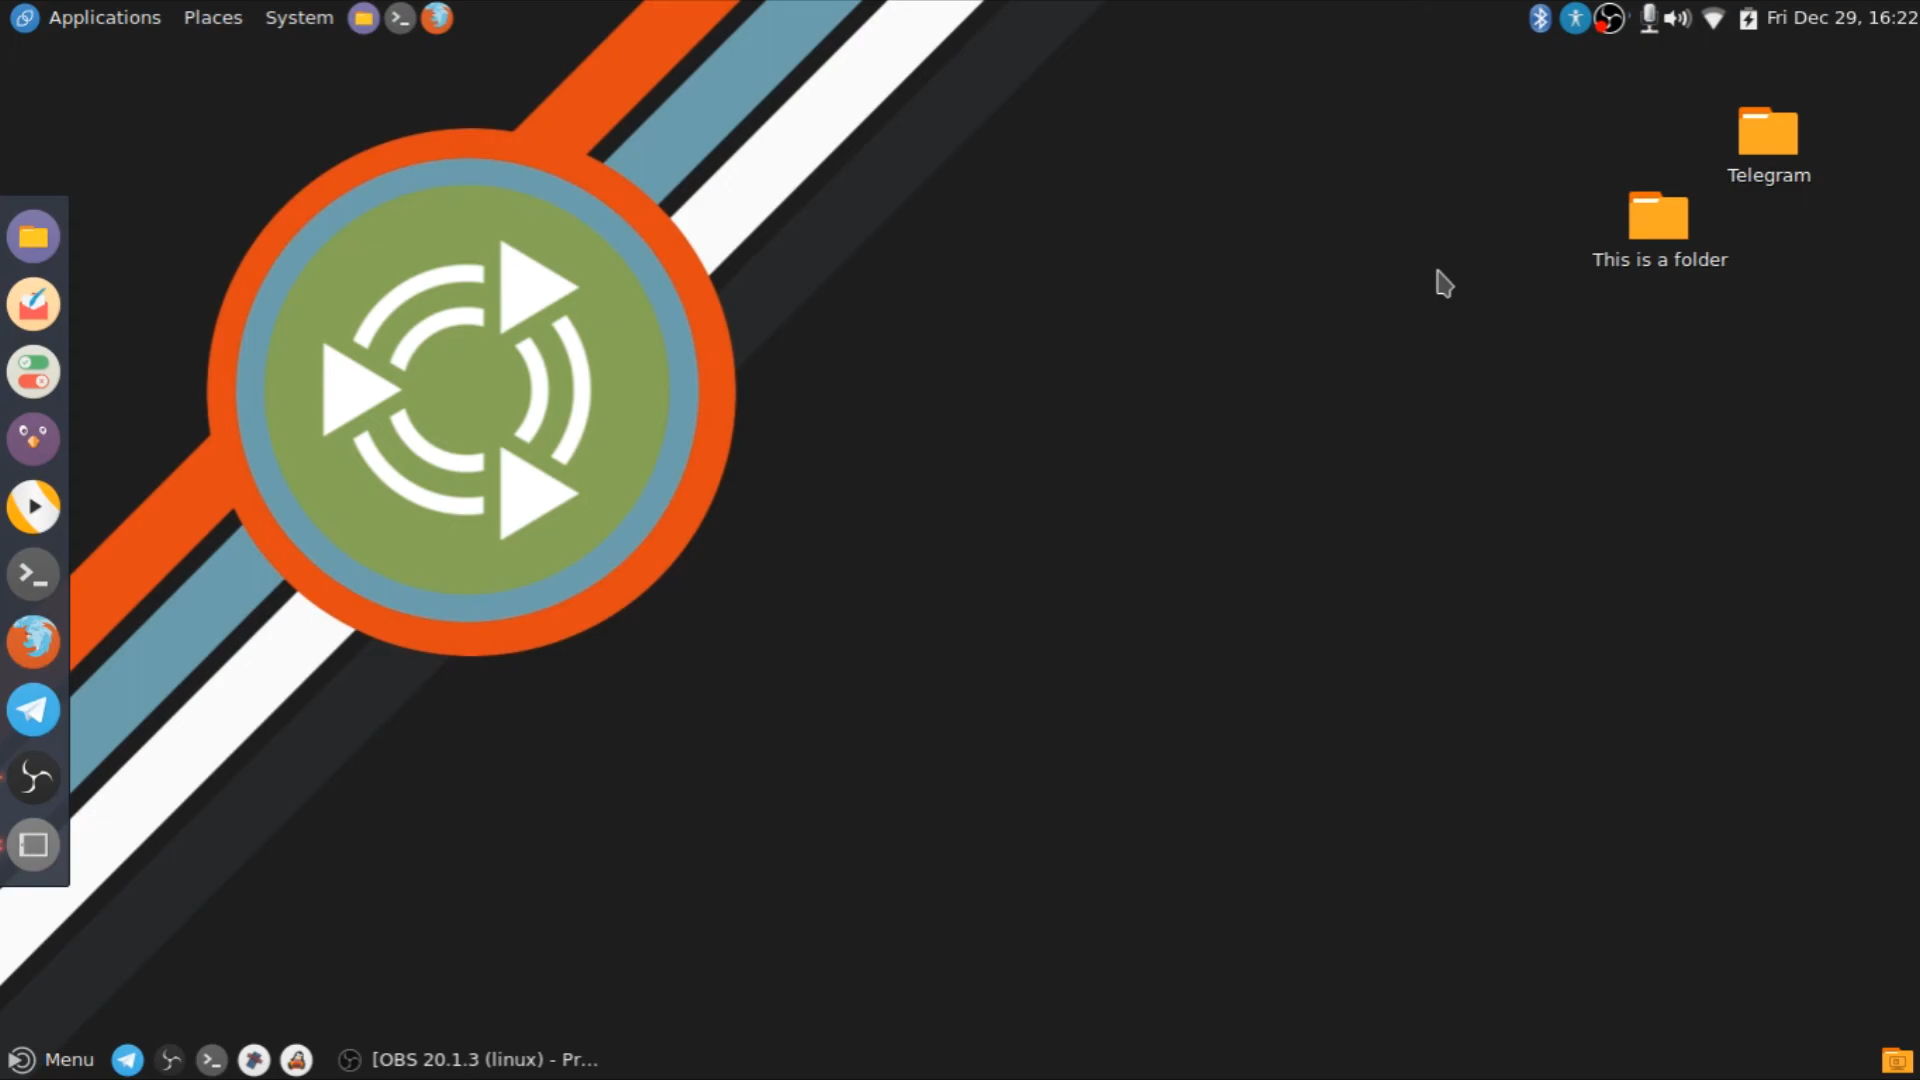 Applications Places System
Fri Dec 29, 16:22
Telegram
This is a folder
Menu
[OBS 20.1.3 (linux) - Pr...